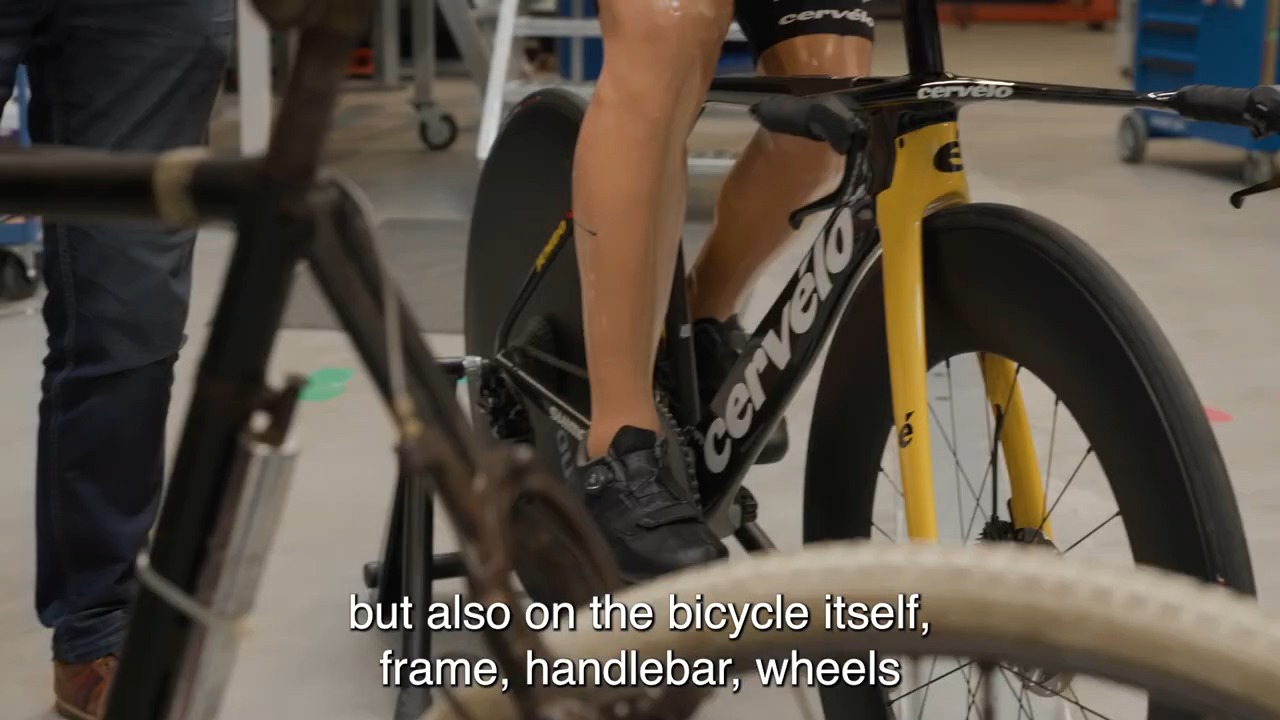 cervélo
cervélo
e
cervélo
é
but also on the bicycle itself,
frame, handlebar, wheels